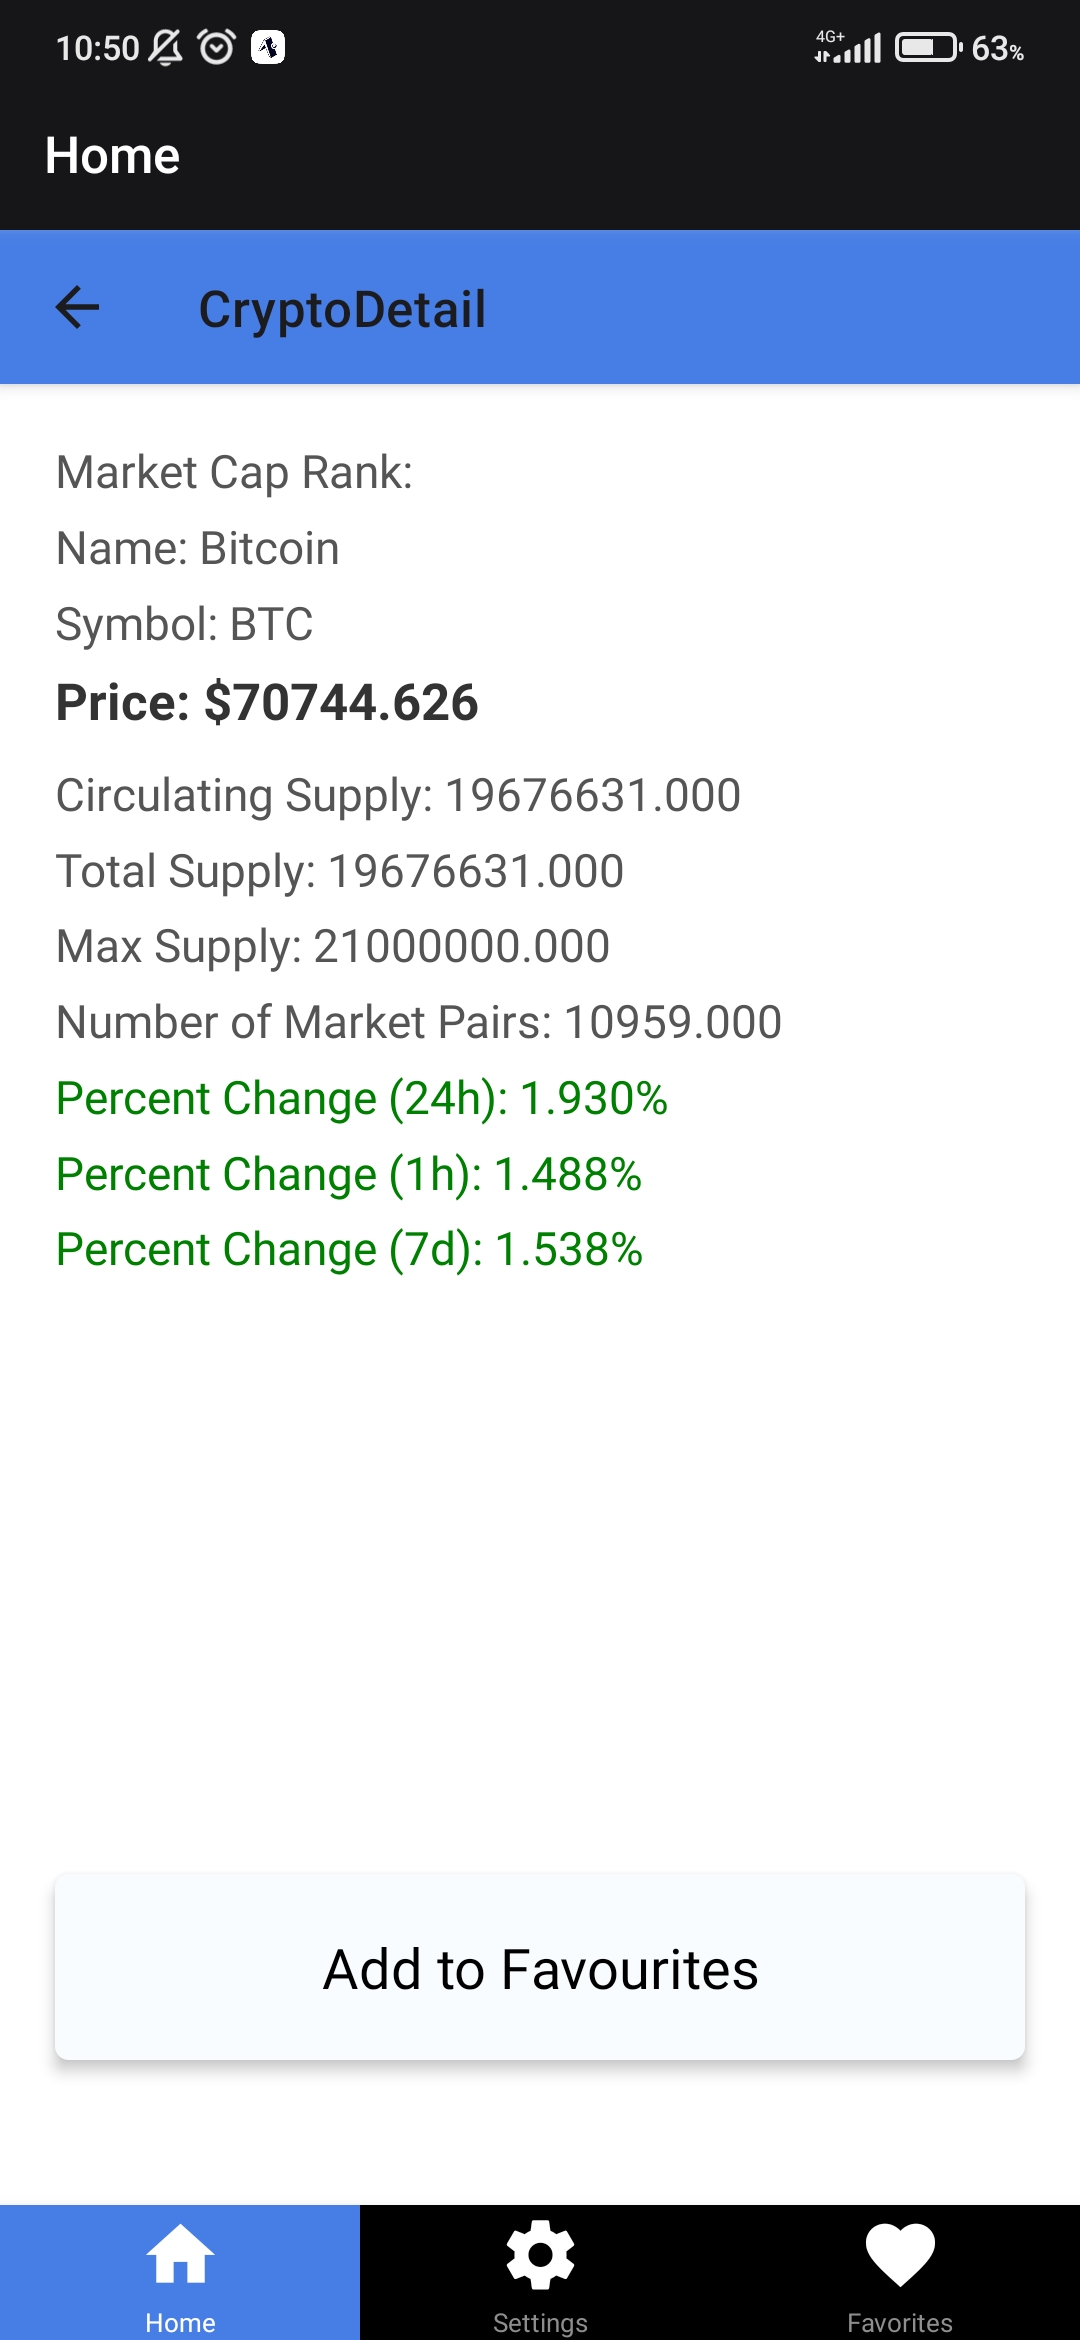 10:50 4G+ 63%
Home
CryptoDetail
Market Cap Rank:
Name: Bitcoin
Symbol: BTC
Price: $70744.626
Circulating Supply: 19676631.000
Total Supply: 19676631.000
Max Supply: 21000000.000
Number of Market Pairs: 10959.000
Percent Change (24h): 1.930%
Percent Change (1h): 1.488%
Percent Change (7d): 1.538%
Add to Favourites
Home Settings Favorites